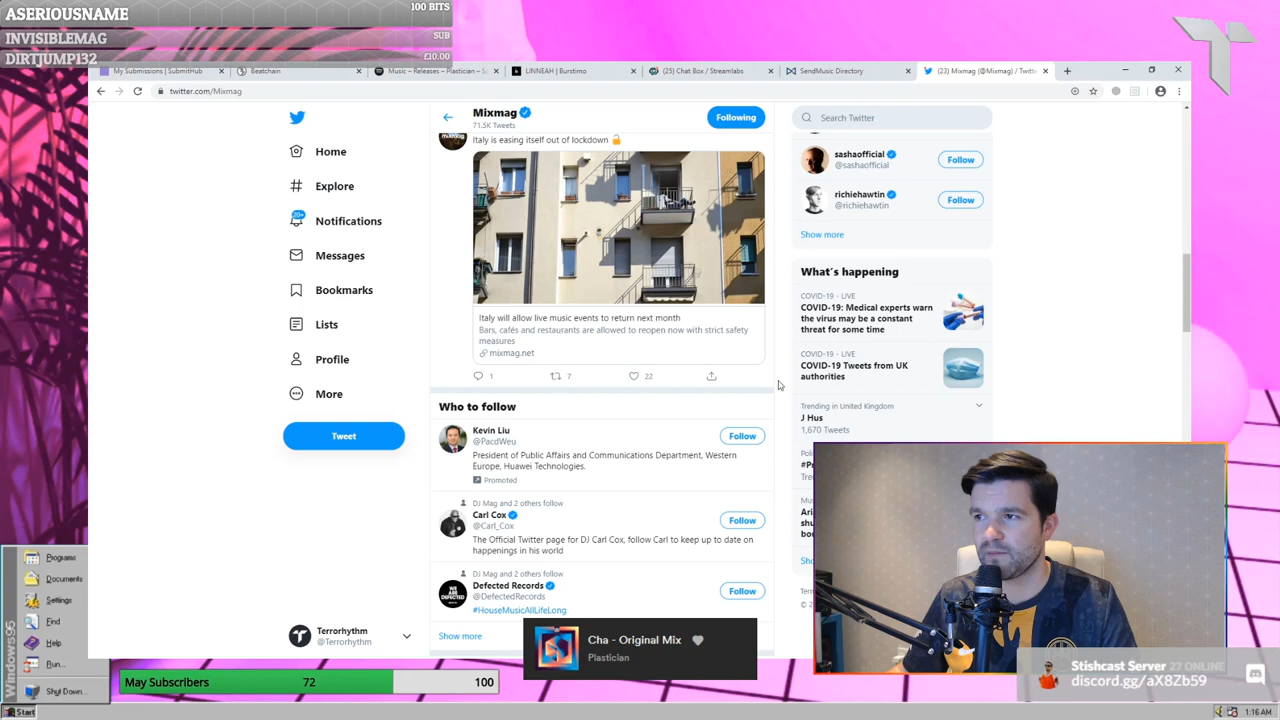 ASERIOUSNAME
100 BITS
INVISIBLEMAG
SUB
DIRTJUMP132
£10.00
My Submissions | SubmitHub
Beatchain
Music – Releases – Plastician – S
LINNEAH | Burstimo
(25) Chat Box / Streamlabs
SendMusic Directory
(23) Mixmag (@Mixmag) / Twitt
twitter.com/Mixmag
Home
Explore
20+
Notifications
Messages
Bookmarks
Lists
Profile
More
Tweet
Terrorhythm
@Terrorhythm
Mixmag
71.5K Tweets
Following
Italy is easing itself out of lockdown
Italy will allow live music events to return next month
Bars, cafés and restaurants are allowed to reopen now with strict safety
measures
mixmag.net
1
7
22
Who to follow
Kevin Liu
@PacdWeu
Follow
President of Public Affairs and Communications Department, Western
Europe, Huawei Technologies.
Promoted
DJ Mag and 2 others follow
Carl Cox
@Carl_Cox
Follow
The Official Twitter page for DJ Carl Cox, follow Carl to keep up to date on
happenings in his world
DJ Mag and 2 others follow
Defected Records
@DefectedRecords
Follow
#HouseMusicAllLifeLong
WE ARE DEFECTED
Show more
Search Twitter
sashaofficial
@sashaofficial
Follow
richiehawtin
@richiehawtin
Follow
Show more
What's happening
COVID-19 · LIVE
COVID-19: Medical experts warn
the virus may be a constant
threat for some time
COVID-19 · LIVE
COVID-19 Tweets from UK
authorities
Trending in United Kingdom
J Hus
1,670 Tweets
Cha - Original Mix
Plastician
Windows95
Programs
Documents
Settings
Find
Help
Run...
Shut Down...
Start
May Subscribers
72
100
Stishcast Server 27 ONLINE
discord.gg/aX8Zb59
1:16 AM